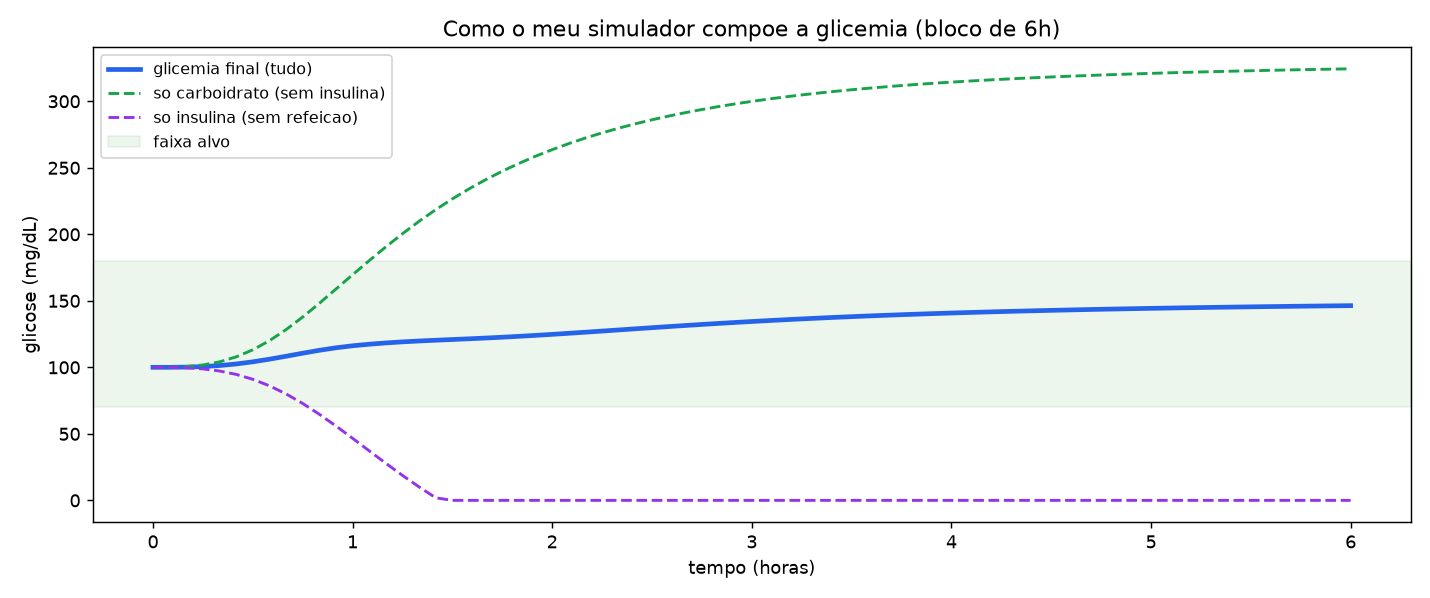 Como o meu simulador compoe a glicemia (bloco de 6h)
glicemia final (tudo)
so carboidrato (sem insulina)
so insulina (sem refeicao)
faixa alvo
glicose (mg/dL)
300
250
200
150
100
50
0
0 1 2 3 4 5 6
tempo (horas)